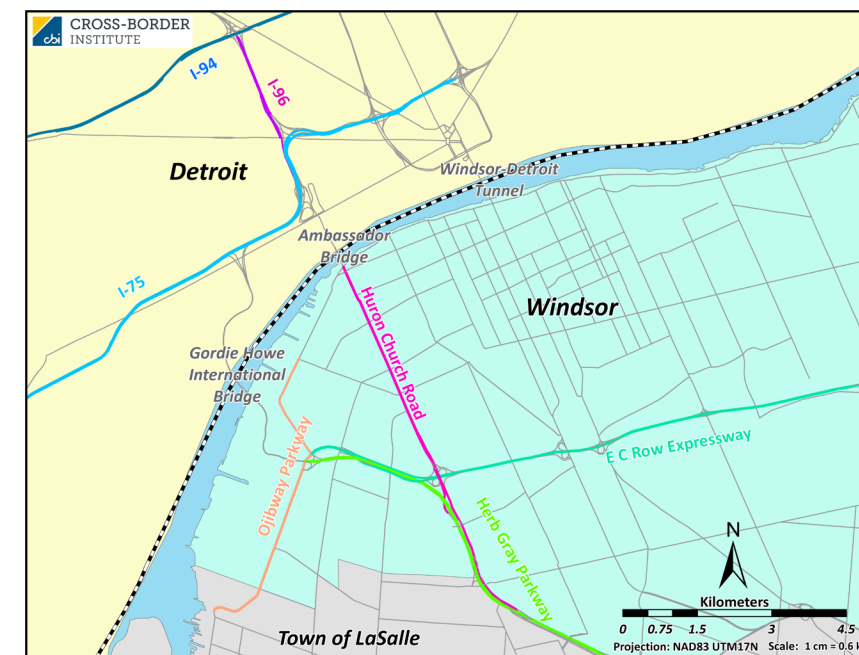 cbi
CROSS-BORDER
INSTITUTE
I-94
I-96
Detroit
Windsor-Detroit
Tunnel
Ambassador
Bridge
I-75
Huron Church Road
Windsor
Gordie Howe
International
Bridge
Ojibway Parkway
E C Row Expressway
Herb Gray Parkway
N
Kilometers
0 0.75 1.5 3 4.5
Town of LaSalle
Projection: NAD83 UTM17N Scale: 1 cm = 0.6 k